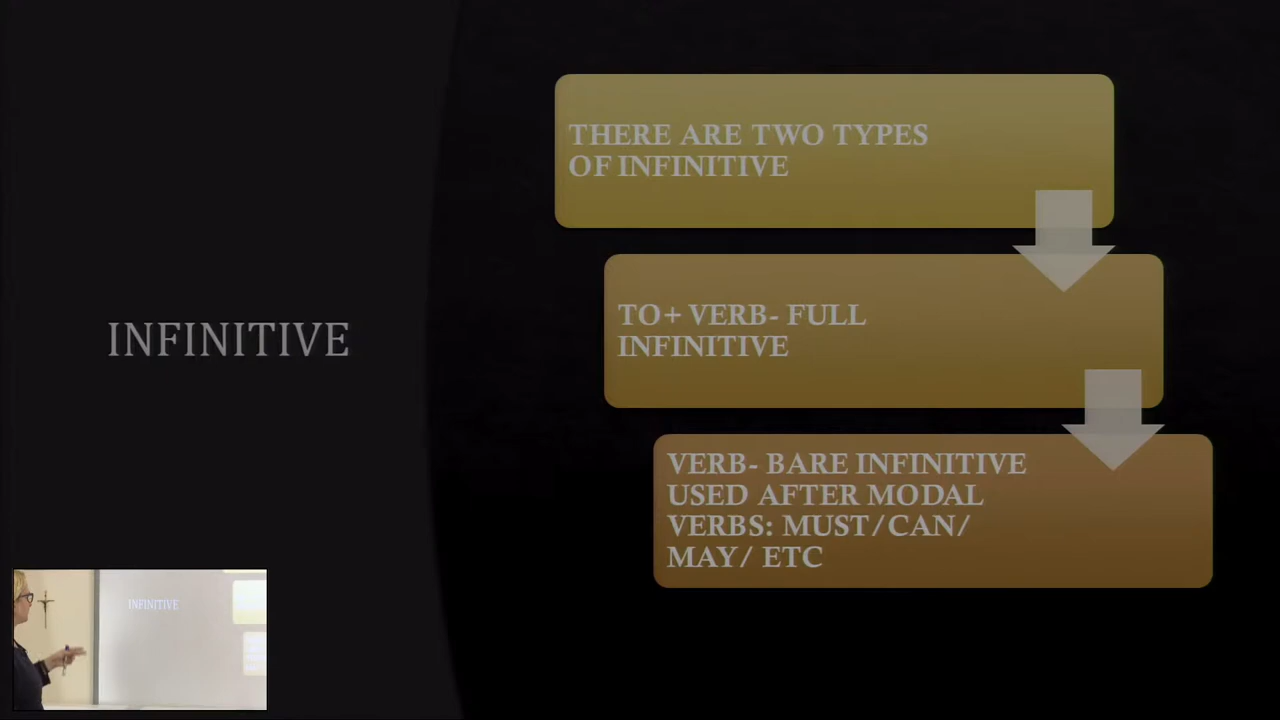 INFINITIVE
THERE ARE TWO TYPES
OF INFINITIVE
TO+ VERB- FULL
INFINITIVE
VERB- BARE INFINITIVE
USED AFTER MODAL
VERBS: MUST/CAN/
MAY/ ETC
INFINITIVE